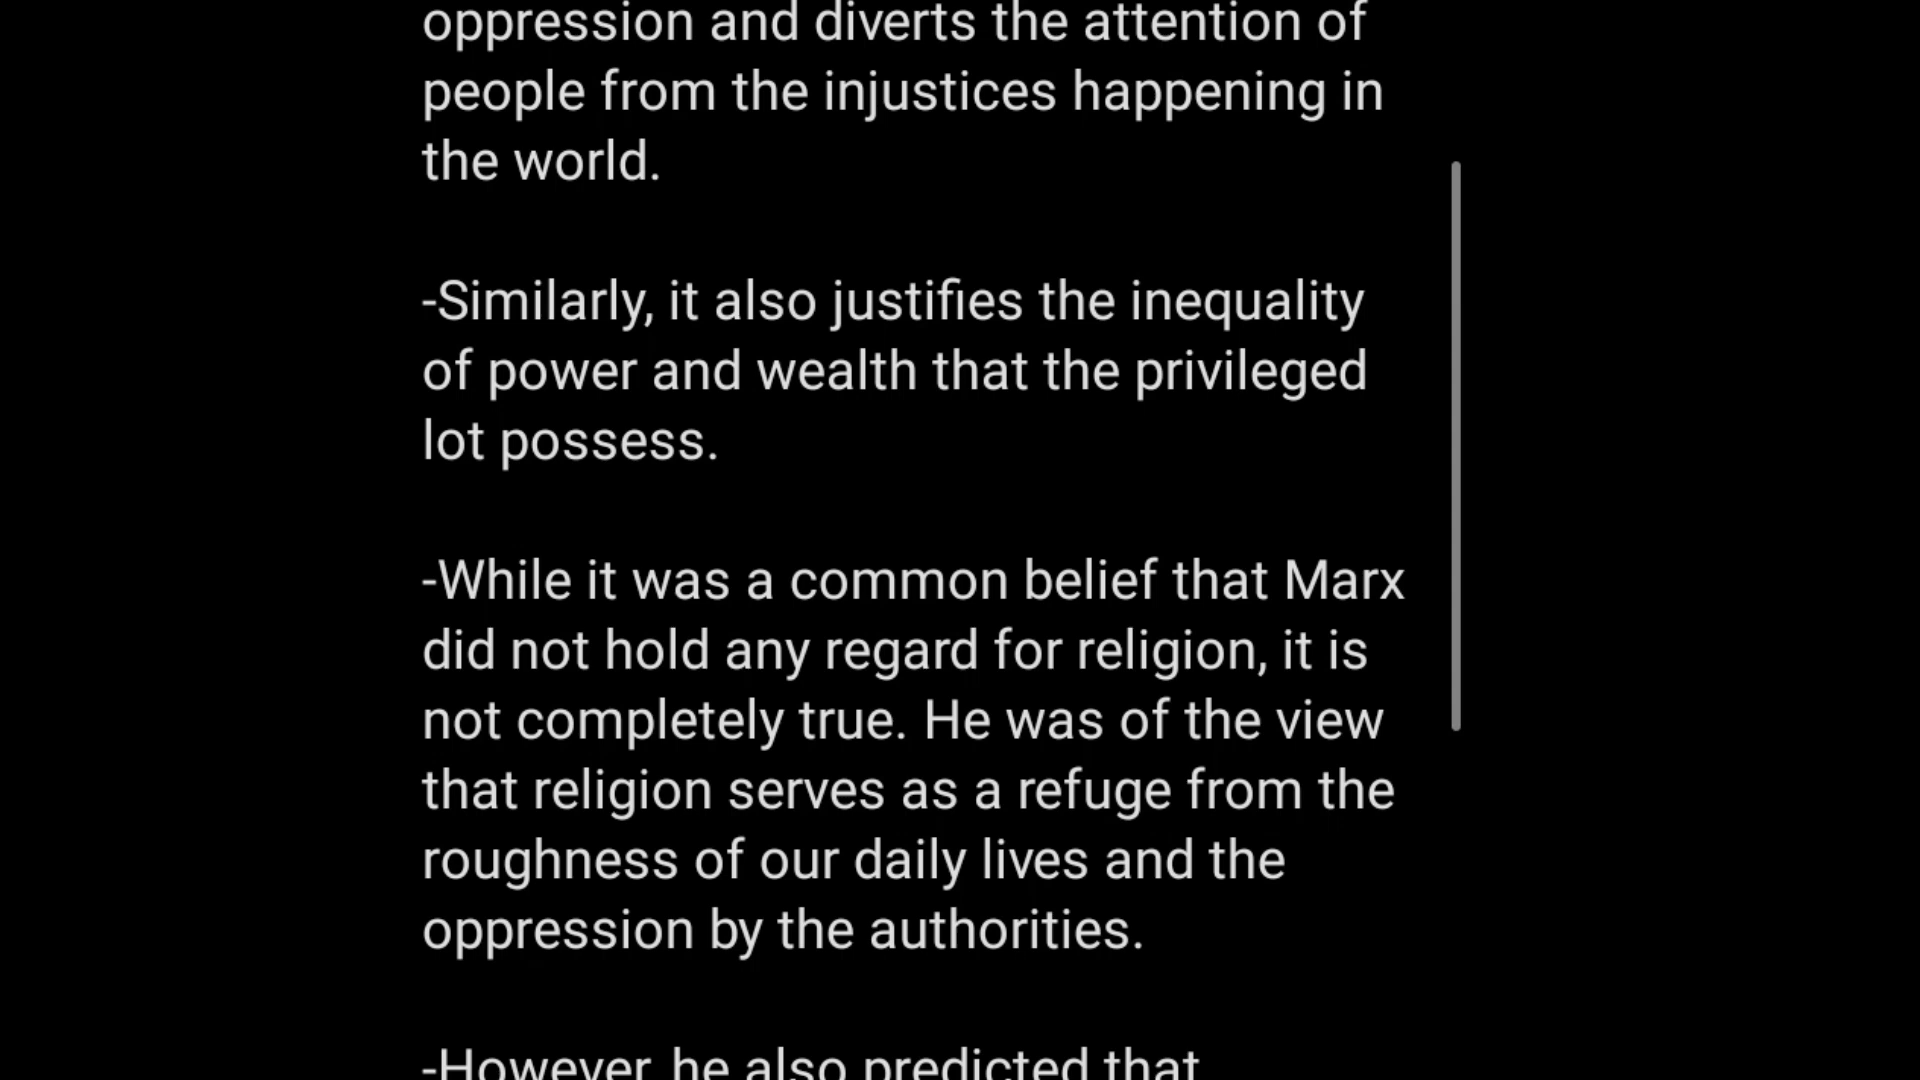 oppression and diverts the attention of
people from the injustices happening in
the world.
-Similarly, it also justifies the inequality
of power and wealth that the privileged
lot possess.
-While it was a common belief that Marx
did not hold any regard for religion, it is
not completely true. He was of the view
that religion serves as a refuge from the
roughness of our daily lives and the
oppression by the authorities.
-However, he also predicted that